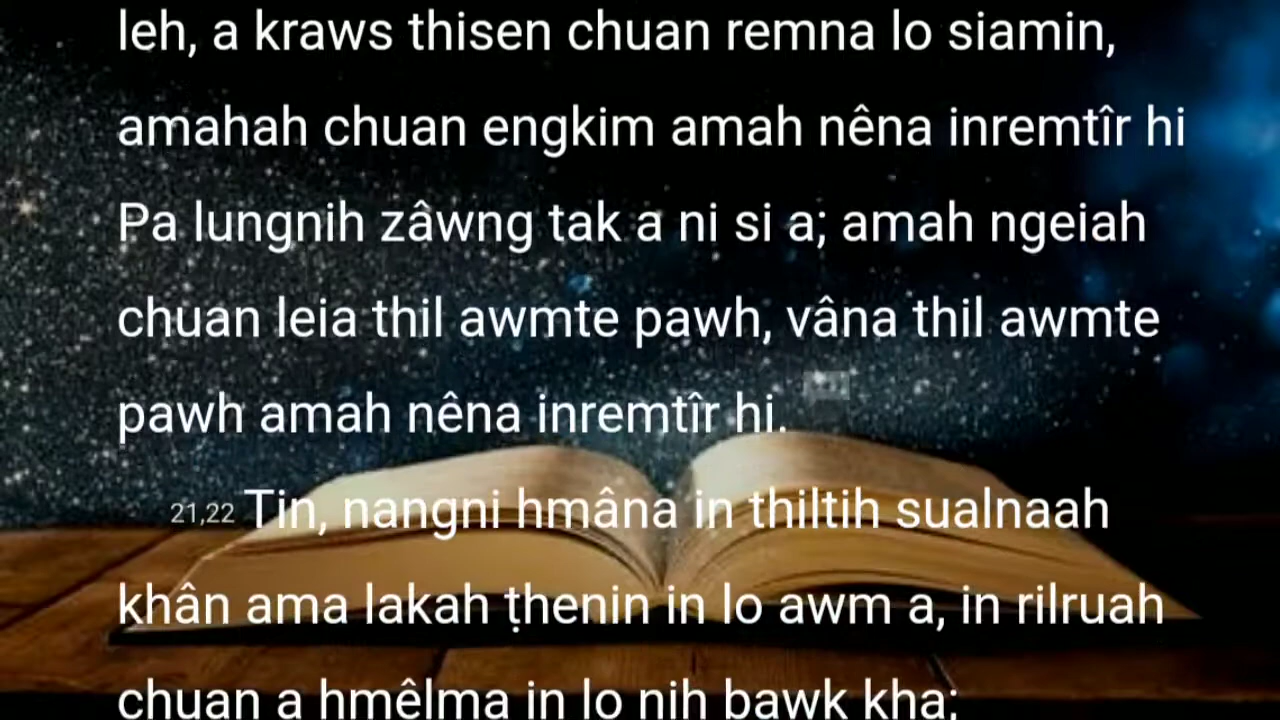 leh, a kraws thisen chuan remna lo siamin,
amahah chuan engkim amah nêna inremtîr hi
Pa lungnih zâwng tak a ni si a; amah ngeiah
chuan leia thil awmte pawh, vâna thil awmte
pawh amah nêna inremtîr hi.
21,22 Tin, nangni hmâna in thiltih sualnaah
khân ama lakah ṭhenin in lo awm a, in rilruah
chuan a hmêlma in lo nih bawk kha;